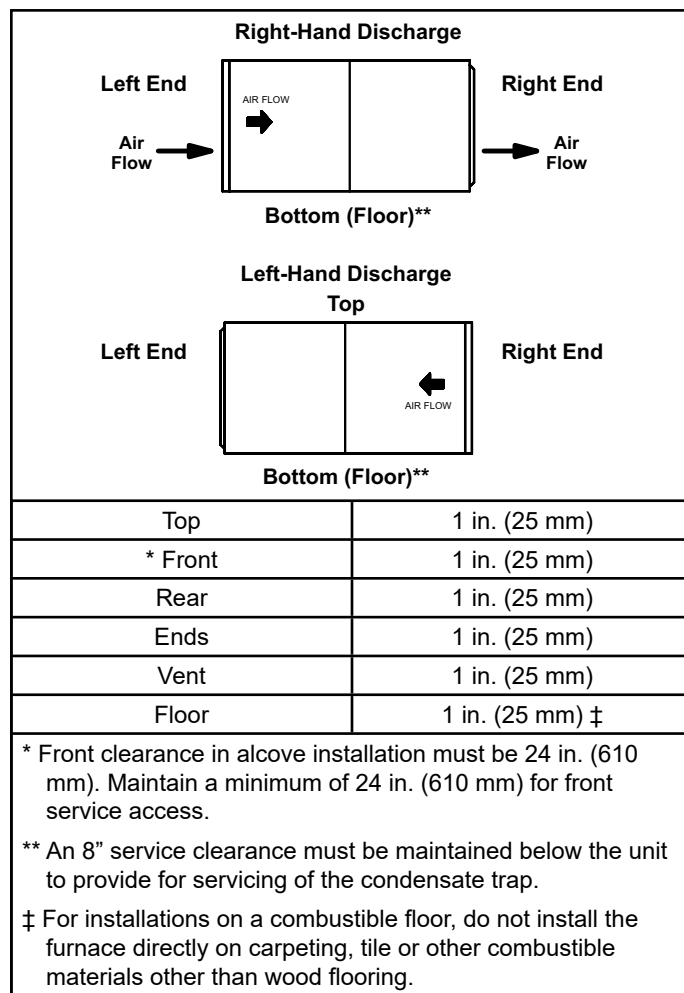 Right-Hand Discharge
Left End
Right End
AIR FLOW
Air
Flow
Air
Flow
Bottom (Floor)**
Left-Hand Discharge
Top
Left End
Right End
AIR FLOW
Bottom (Floor)**
Top 1 in. (25 mm)
* Front 1 in. (25 mm)
Rear 1 in. (25 mm)
Ends 1 in. (25 mm)
Vent 1 in. (25 mm)
Floor 1 in. (25 mm) ‡
* Front clearance in alcove installation must be 24 in. (610
mm). Maintain a minimum of 24 in. (610 mm) for front
service access.
** An 8” service clearance must be maintained below the unit
to provide for servicing of the condensate trap.
‡ For installations on a combustible floor, do not install the
furnace directly on carpeting, tile or other combustible
materials other than wood flooring.